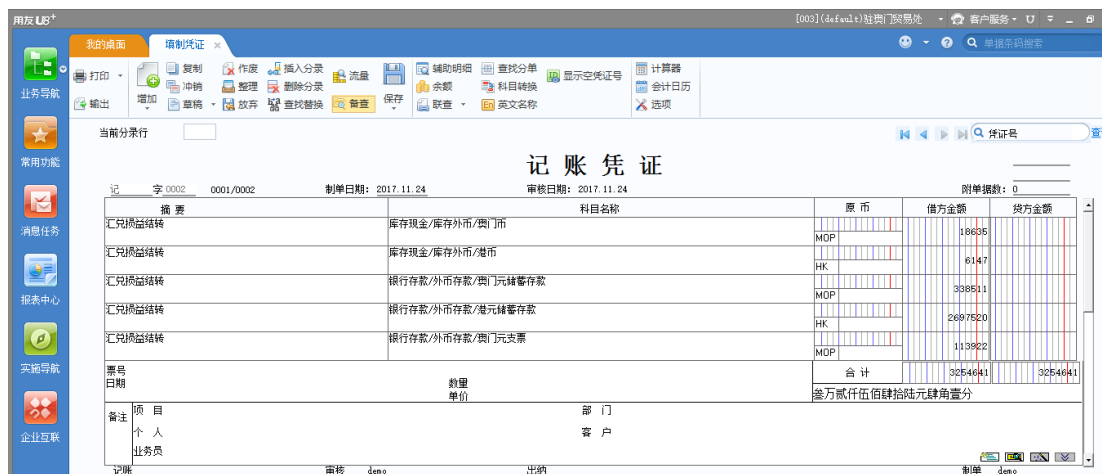 用友U8+ [003](default)驻奥门贸易处 客户服务
我的桌面 填制凭证 单据条码搜索
业务导航
常用功能
消息任务
报表中心
实施导航
企业互联
打印 增加 复制 作废 插入分录 流量 保存 辅助明细 查找分单 显示空凭证号 计算器
冲销 整理 删除分录 余额 科目转换 会计日历
输出 草稿 放弃 查找替换 备查 联查 En 英文名称 选项
当前分录行 凭证号 查
记 账 凭 证
记 字 0002 0001/0002 制单日期: 2017.11.24 审核日期: 2017.11.24 附单据数: 0
摘 要 科目名称 原 币 借方金额 贷方金额
汇兑损益结转 库存现金/库存外币/奥门币 MOP 18635
汇兑损益结转 库存现金/库存外币/港币 HK 6147
汇兑损益结转 银行存款/外币存款/奥门元储蓄存款 MOP 338511
汇兑损益结转 银行存款/外币存款/港元储蓄存款 HK 2697520
汇兑损益结转 银行存款/外币存款/奥门元支票 MOP 113922
票号
日期 数量 合 计 3254641 3254641
单价 叁万贰仟伍佰肆拾陆元肆角壹分
备注 项 目 部 门
个 人 客 户
业务员
记账 审核 demo 出纳 制单 demo